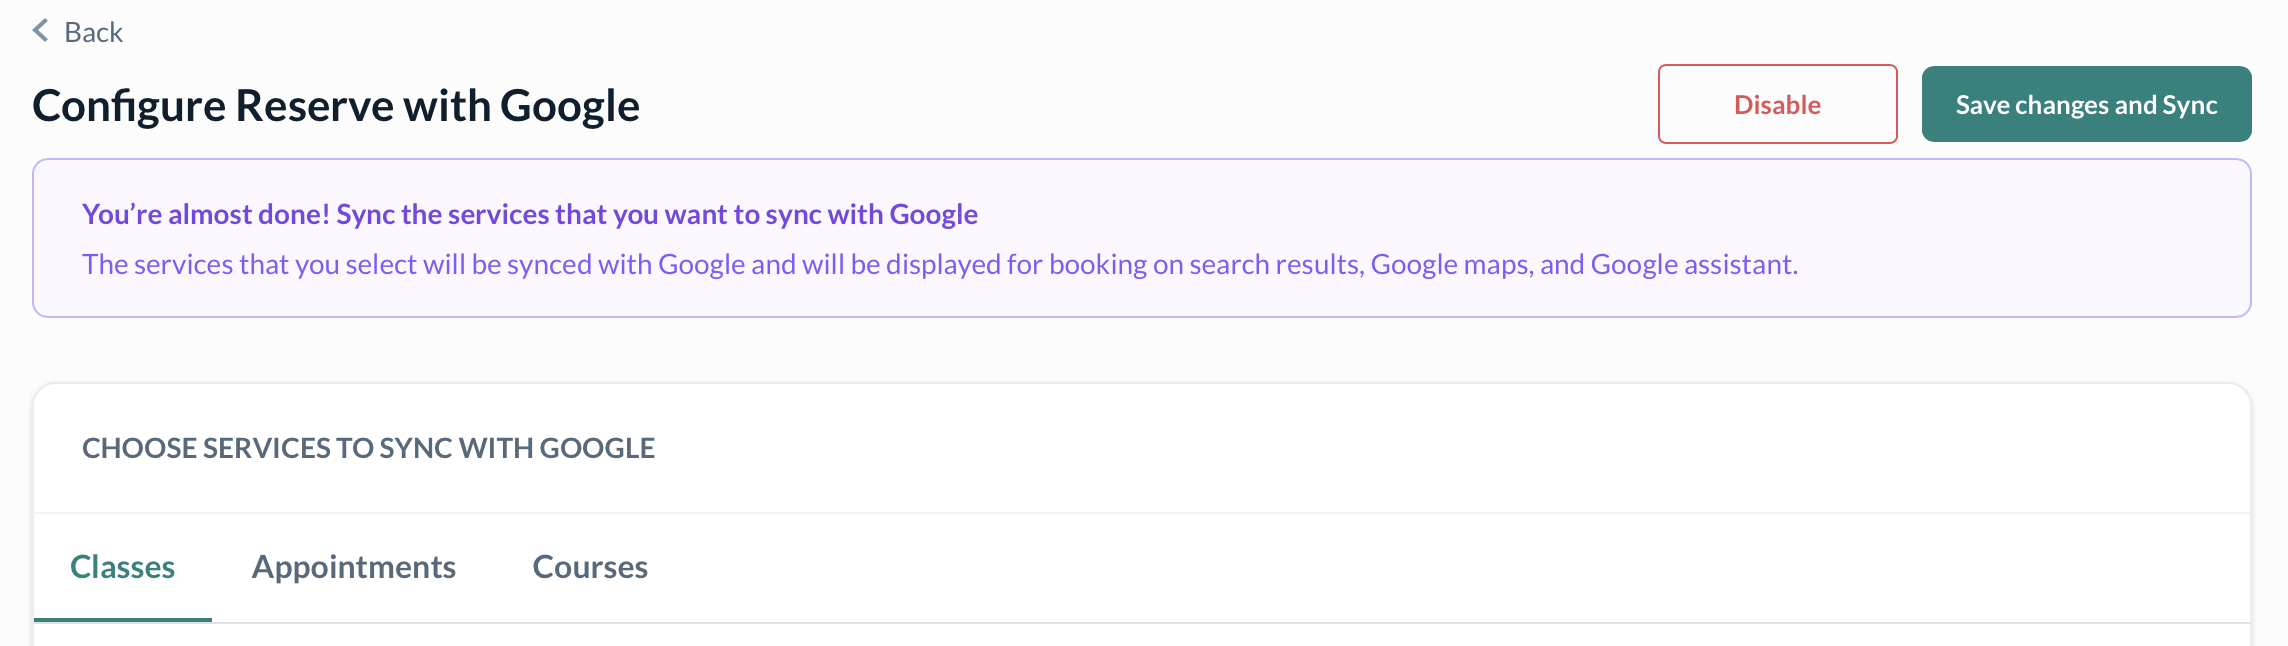 Back
Configure Reserve with Google
Disable
Save changes and Sync
You’re almost done! Sync the services that you want to sync with Google
The services that you select will be synced with Google and will be displayed for booking on search results, Google maps, and Google assistant.
CHOOSE SERVICES TO SYNC WITH GOOGLE
Classes Appointments Courses